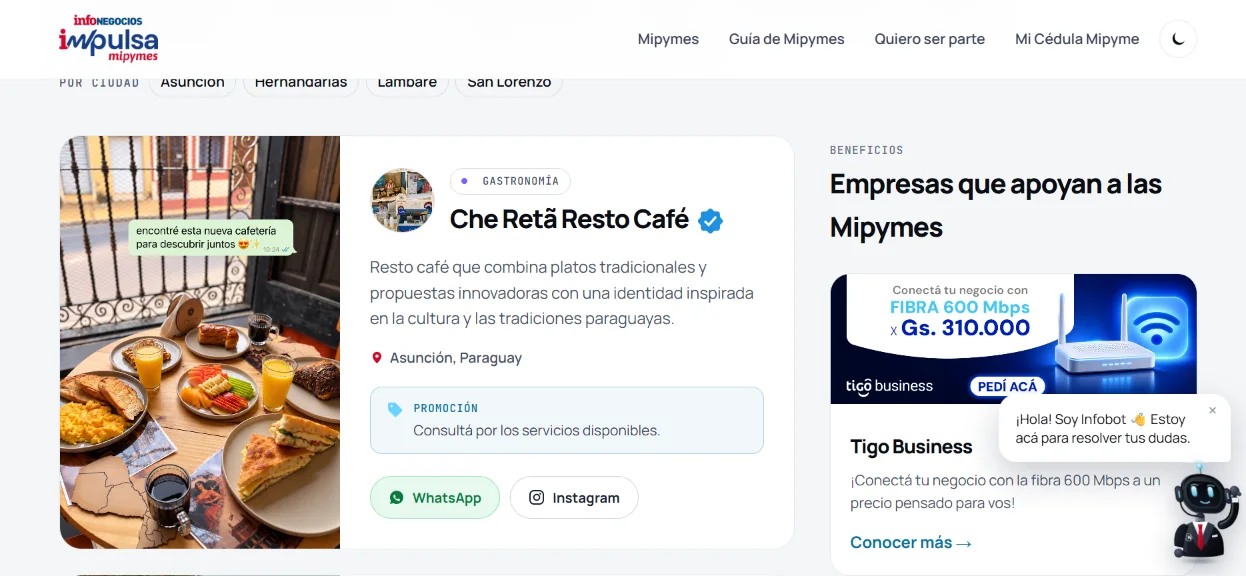 infoNEGOCIOS
impulsa
mipymes
Mipymes
Guía de Mipymes
Quiero ser parte
Mi Cédula Mipyme
POR CIUDAD
Asunción
Hernandarias
Lambaré
San Lorenzo
encontré esta nueva cafetería
para descubrir juntos 😍✨
10:24
GASTRONOMÍA
Che Retã Resto Café
Resto café que combina platos tradicionales y
propuestas innovadoras con una identidad inspirada
en la cultura y las tradiciones paraguayas.
Asunción, Paraguay
PROMOCIÓN
Consultá por los servicios disponibles.
WhatsApp
Instagram
BENEFICIOS
Empresas que apoyan a las
Mipymes
Conectá tu negocio con
FIBRA 600 Mbps
x Gs. 310.000
tigo business
PEDÍ ACÁ
¡Hola! Soy Infobot 👋 Estoy
acá para resolver tus dudas.
×
Tigo Business
¡Conectá tu negocio con la fibra 600 Mbps a un
precio pensado para vos!
Conocer más →